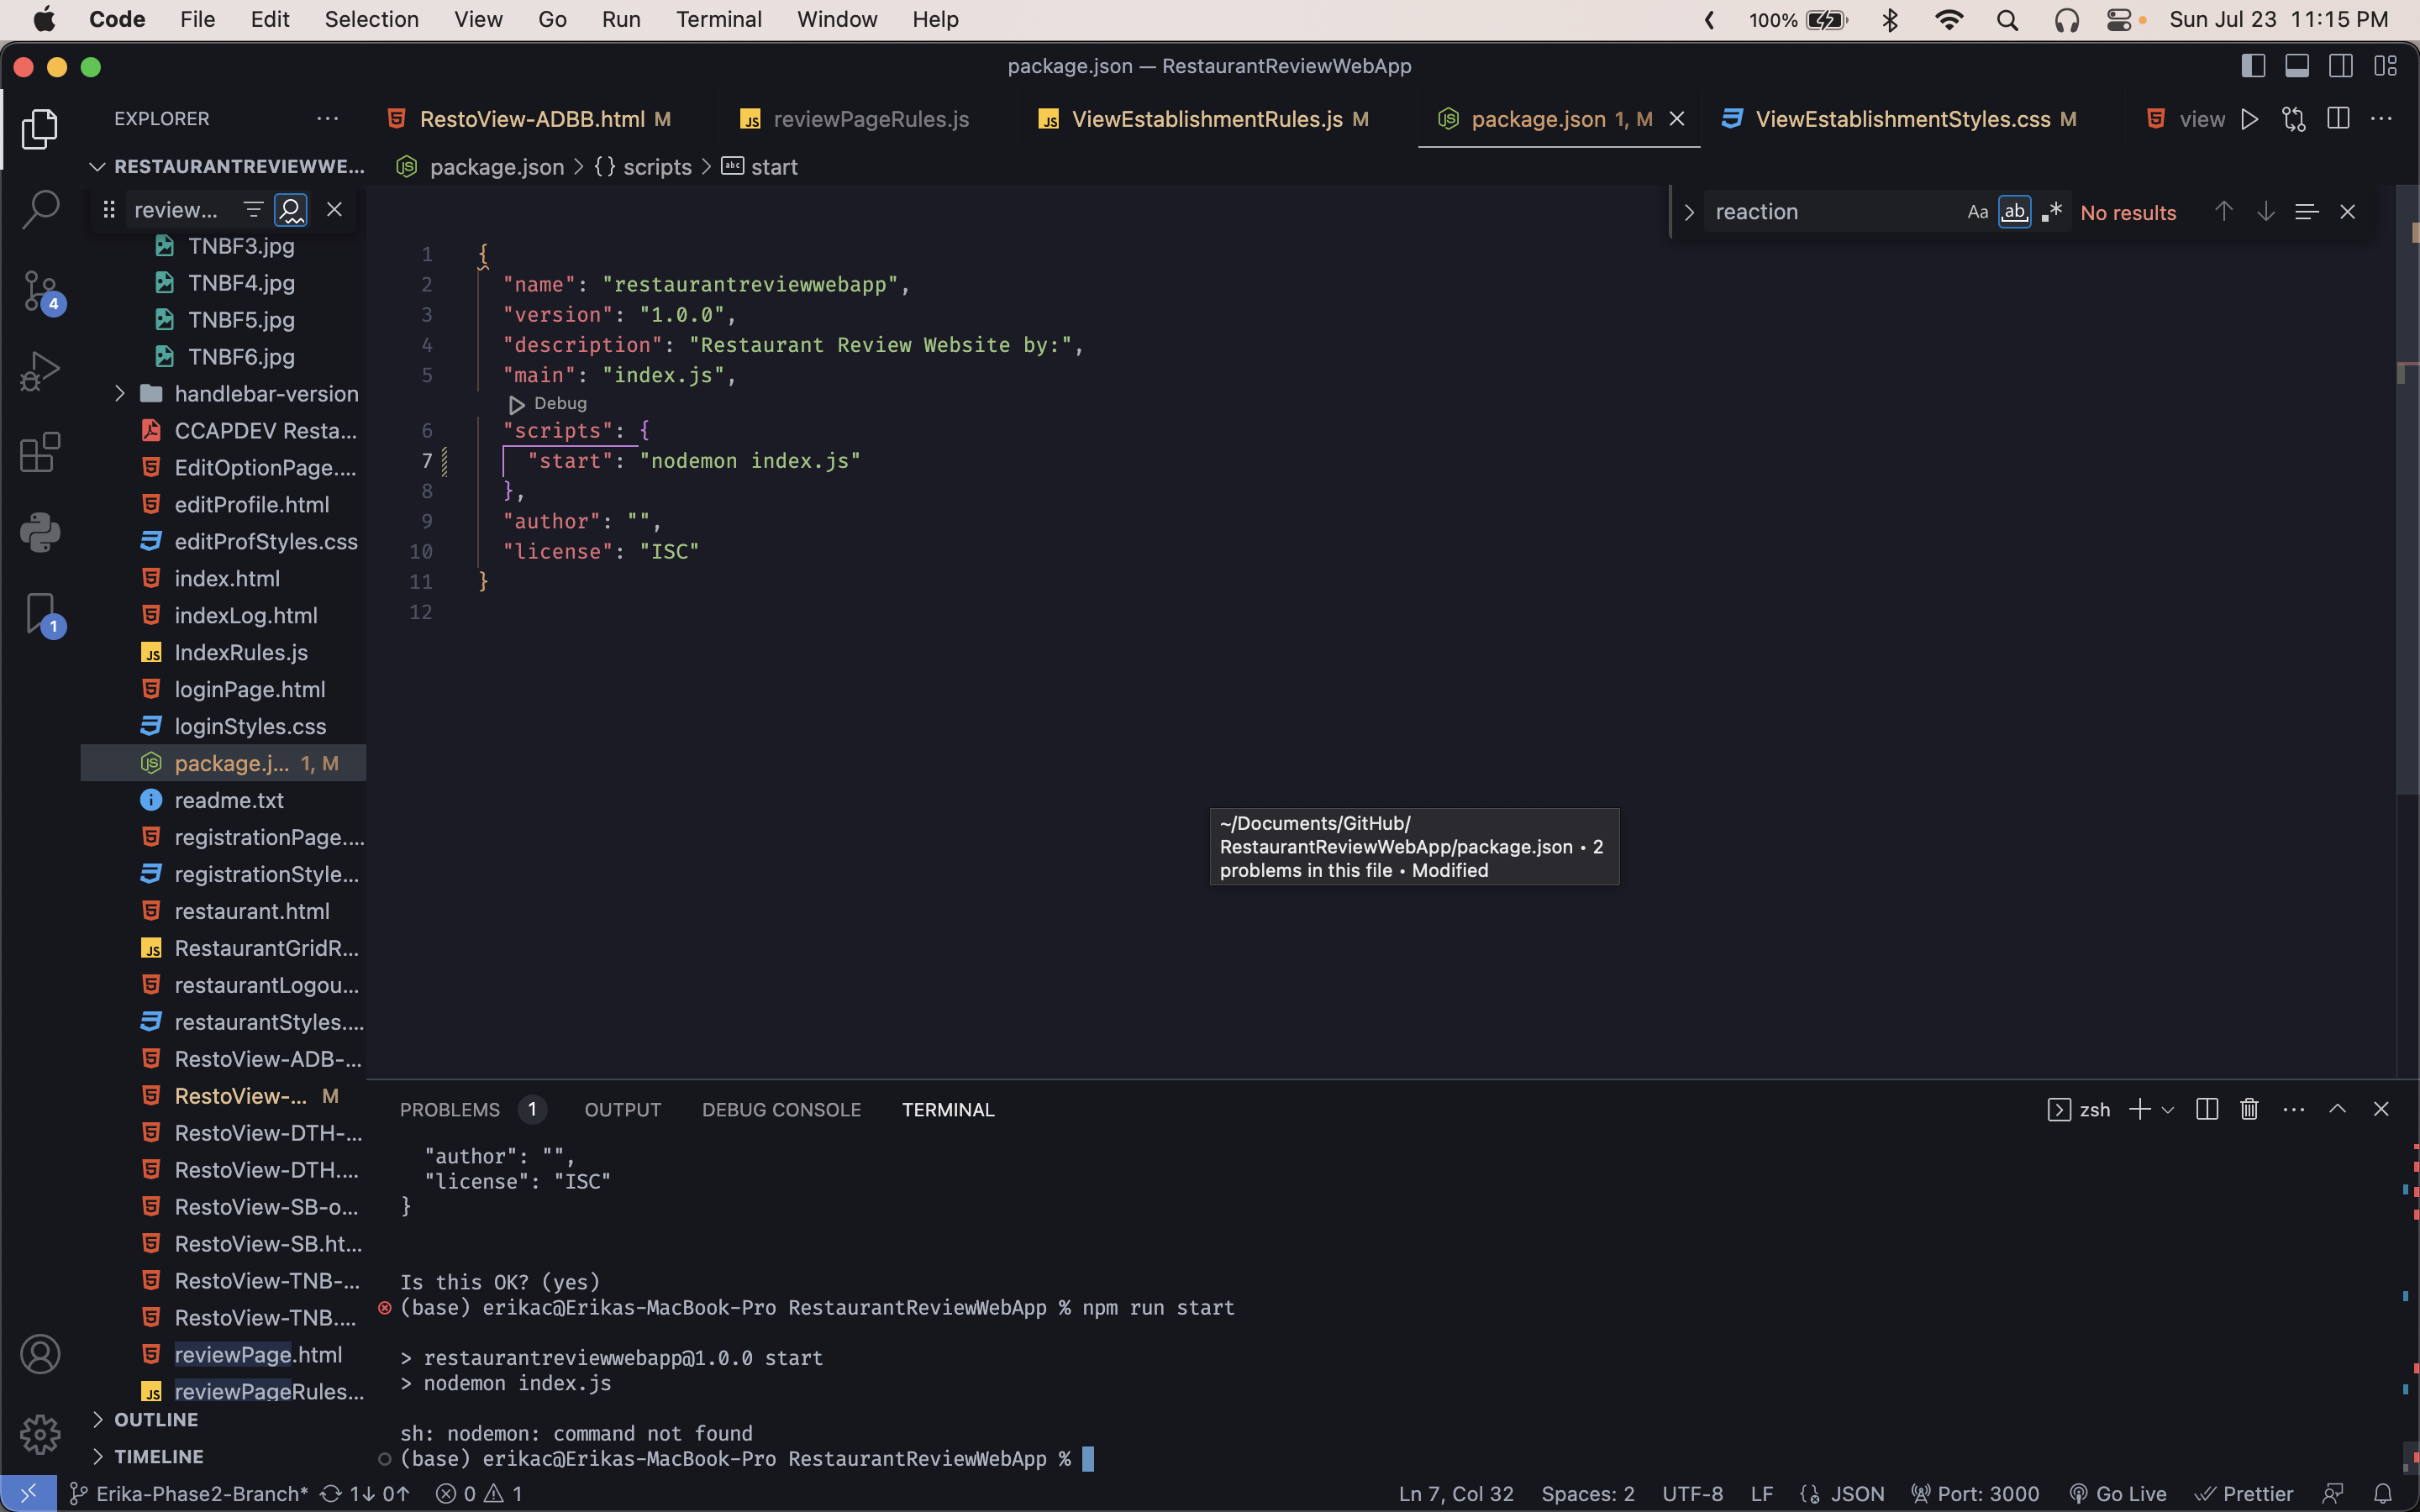 Code File Edit Selection View Go Run Terminal Window Help 100% Sun Jul 23 11:15 PM
package.json — RestaurantReviewWebApp
EXPLORER
RESTAURANTREVIEWWE...
review...
TNBF3.jpg
TNBF4.jpg
TNBF5.jpg
TNBF6.jpg
handlebar-version
CCAPDEV Resta...
EditOptionPage....
editProfile.html
editProfStyles.css
index.html
indexLog.html
IndexRules.js
loginPage.html
loginStyles.css
package.j... 1, M
readme.txt
registrationPage....
registrationStyle...
restaurant.html
RestaurantGridR...
restaurantLogou...
restaurantStyles....
RestoView-ADB-...
RestoView-... M
RestoView-DTH-...
RestoView-DTH....
RestoView-SB-o...
RestoView-SB.ht...
RestoView-TNB-...
RestoView-TNB....
reviewPage.html
reviewPageRules...
OUTLINE
TIMELINE
4
1
RestoView-ADBB.html M reviewPageRules.js ViewEstablishmentRules.js M package.json 1, M ViewEstablishmentStyles.css M view
package.json > {} scripts > abc start
reaction Aa ab .* No results
1 {
2 "name": "restaurantreviewwebapp",
3 "version": "1.0.0",
4 "description": "Restaurant Review Website by:",
5 "main": "index.js",
Debug
6 "scripts": {
7 "start": "nodemon index.js"
8 },
9 "author": "",
10 "license": "ISC"
11 }
12
~/Documents/GitHub/
RestaurantReviewWebApp/package.json • 2
problems in this file • Modified
PROBLEMS 1 OUTPUT DEBUG CONSOLE TERMINAL zsh
"author": "",
"license": "ISC"
}
Is this OK? (yes)
(base) erikac@Erikas-MacBook-Pro RestaurantReviewWebApp % npm run start
> restaurantreviewwebapp@1.0.0 start
> nodemon index.js
sh: nodemon: command not found
(base) erikac@Erikas-MacBook-Pro RestaurantReviewWebApp %
Erika-Phase2-Branch* 1↓ 0↑ 0 1 Ln 7, Col 32 Spaces: 2 UTF-8 LF {} JSON Port: 3000 Go Live Prettier